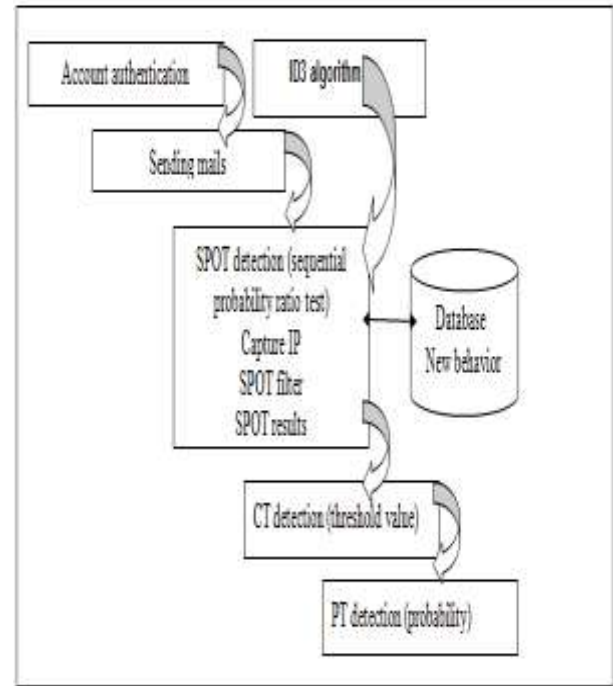 Account authentication
ID3 algorithm
Sending mails
SPOT detection (sequential
probability ratio test)
Capture IP
SPOT filter
SPOT results
Database
New behavior
CT detection (threshold value)
PT detection (probability)